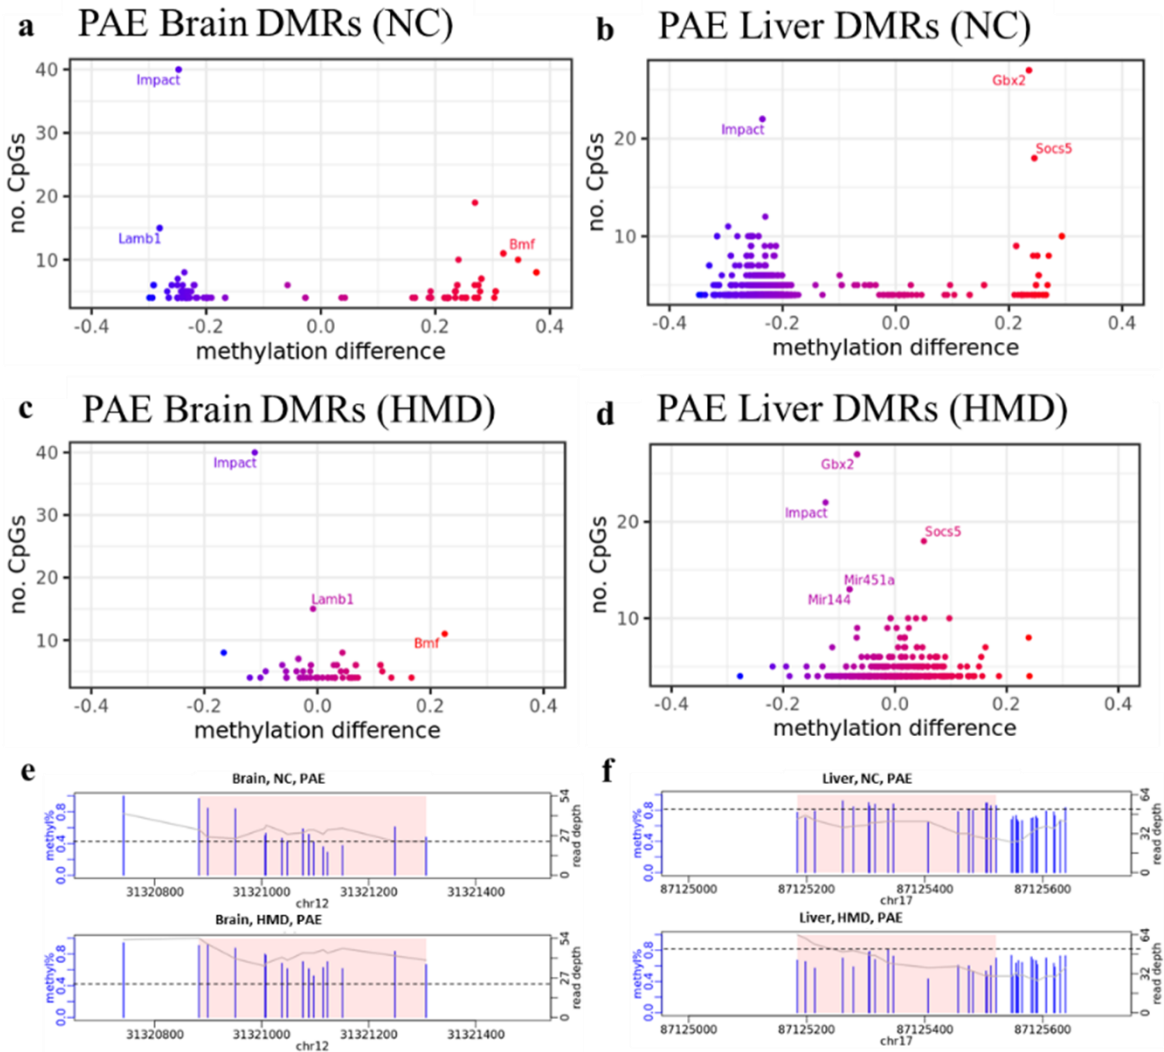 a PAE Brain DMRs (NC)
40
30
20
10
no. CpGs
Impact
Lamb1
Bmf
-0.4 -0.2 0.0 0.2 0.4
methylation difference
b PAE Liver DMRs (NC)
20
10
no. CpGs
Gbx2
Impact
Socs5
-0.4 -0.2 0.0 0.2 0.4
methylation difference
c PAE Brain DMRs (HMD)
40
30
20
10
no. CpGs
Impact
Lamb1
Bmf
-0.4 -0.2 0.0 0.2 0.4
methylation difference
d PAE Liver DMRs (HMD)
20
10
no. CpGs
Gbx2
Impact
Socs5
Mir451a
Mir144
-0.4 -0.2 0.0 0.2 0.4
methylation difference
e
Brain, NC, PAE
methyl%
0.0 0.4 0.8
0 27 54
read depth
31320800 31321000 31321200 31321400
chr12
Brain, HMD, PAE
methyl%
0.0 0.4 0.8
0 27 54
read depth
31320800 31321000 31321200 31321400
chr12
f
Liver, NC, PAE
methyl%
0.0 0.4 0.8
0 32 64
read depth
87125000 87125200 87125400 87125600
chr17
Liver, HMD, PAE
methyl%
0.0 0.4 0.8
0 32 64
read depth
87125000 87125200 87125400 87125600
chr17